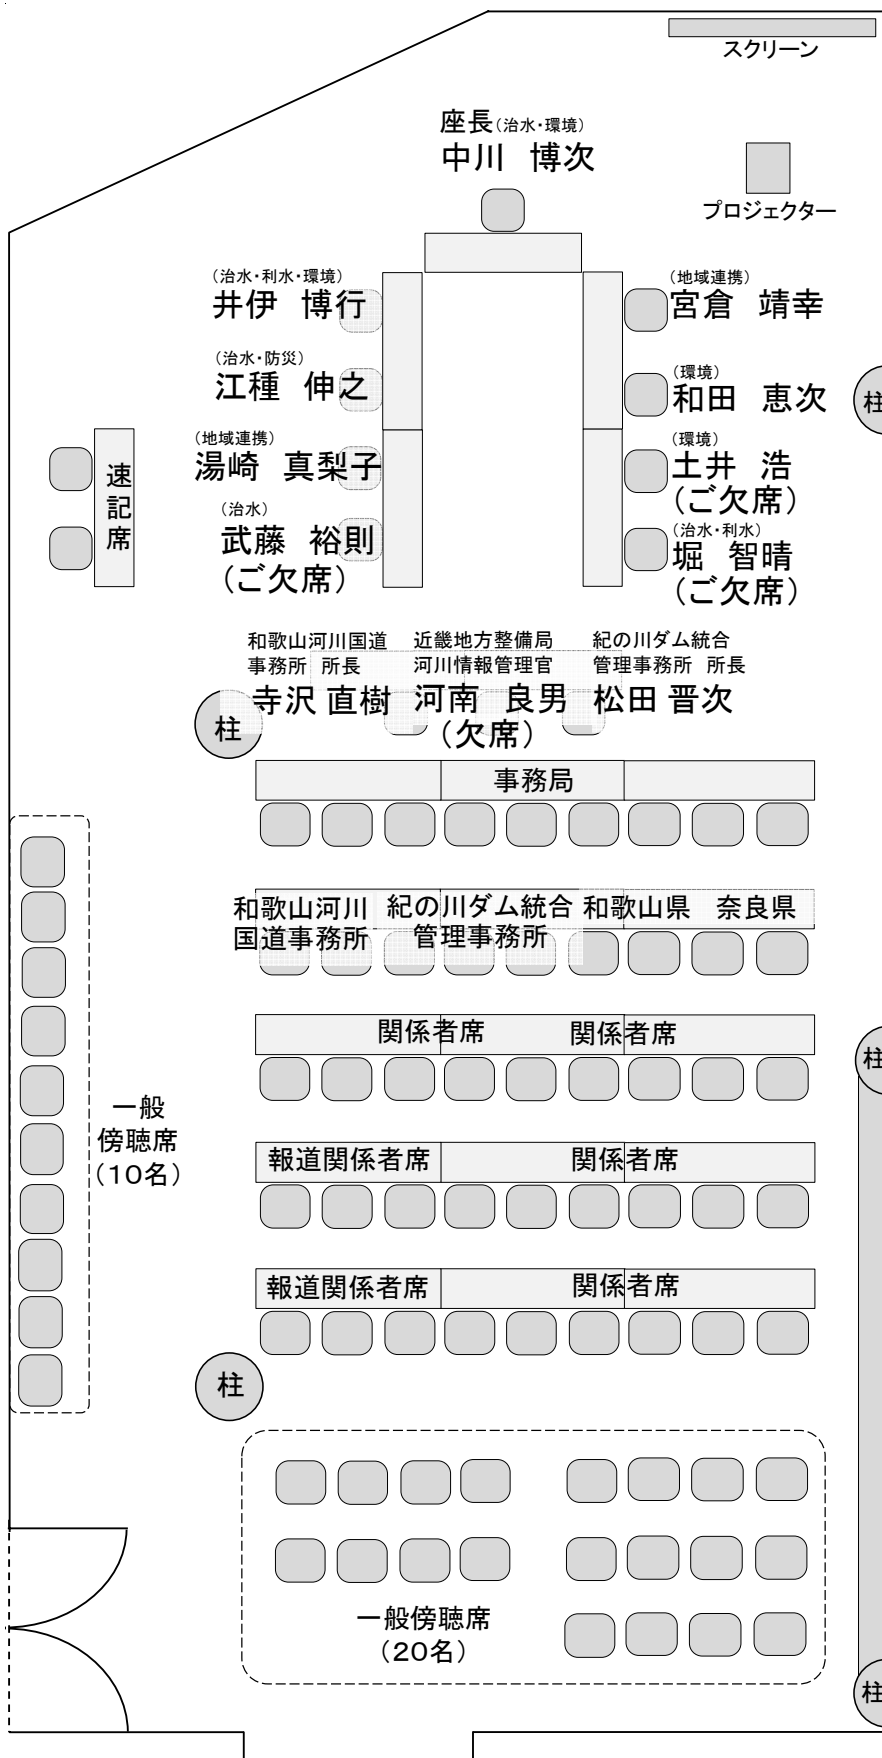 スクリーン
座長(治水・環境)
中川 博次
プロジェクター
(治水・利水・環境)
井伊 博行
(地域連携)
宮倉 靖幸
(治水・防災)
江種 伸之
(環境)
和田 恵次
柱
(地域連携)
湯崎 真梨子
(環境)
土井 浩
(ご欠席)
速記席
(治水)
武藤 裕則
(ご欠席)
(治水・利水)
堀 智晴
(ご欠席)
和歌山河川国道
事務所 所長
寺沢 直樹
近畿地方整備局
河川情報管理官
河南 良男
(欠席)
紀の川ダム統合
管理事務所 所長
松田 晋次
柱
事務局
和歌山河川
国道事務所
紀の川ダム統合
管理事務所
和歌山県 奈良県
関係者席 関係者席
柱
一般
傍聴席
(10名)
報道関係者席 関係者席
報道関係者席 関係者席
柱
一般傍聴席
(20名)
柱